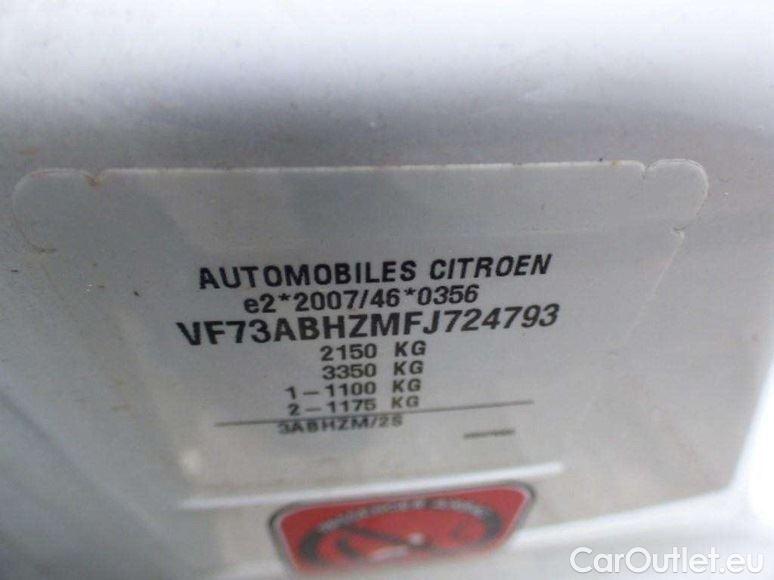 AUTOMOBILES CITROEN
e2*2007/46*0356
VF73ABHZMFJ724793
2150 KG
3350 KG
1-1100 KG
2-1175 KG
3ABHZM/2S
CarOutlet.eu